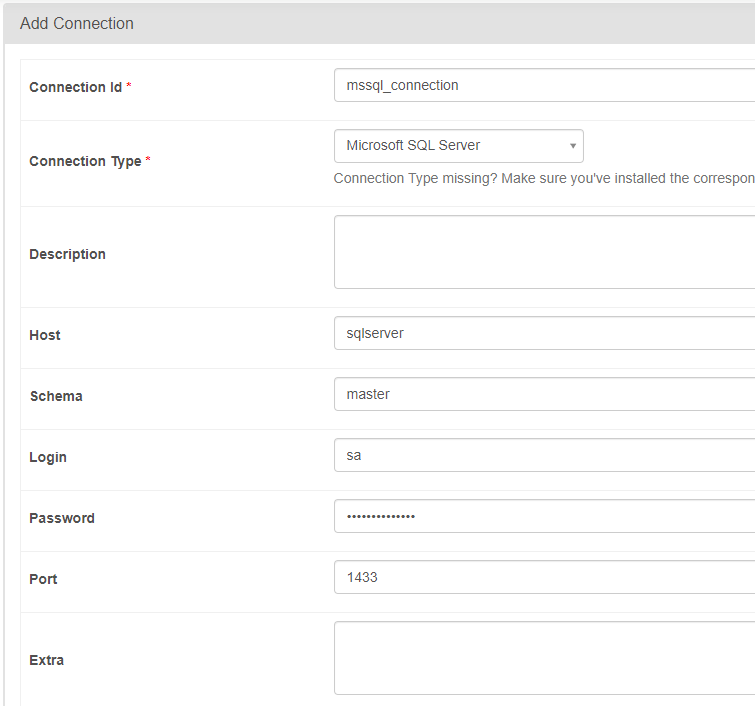 Add Connection
Connection Id *
mssql_connection
Connection Type *
Microsoft SQL Server
Connection Type missing? Make sure you've installed the correspon
Description
Host
sqlserver
Schema
master
Login
sa
Password
••••••••••••••
Port
1433
Extra